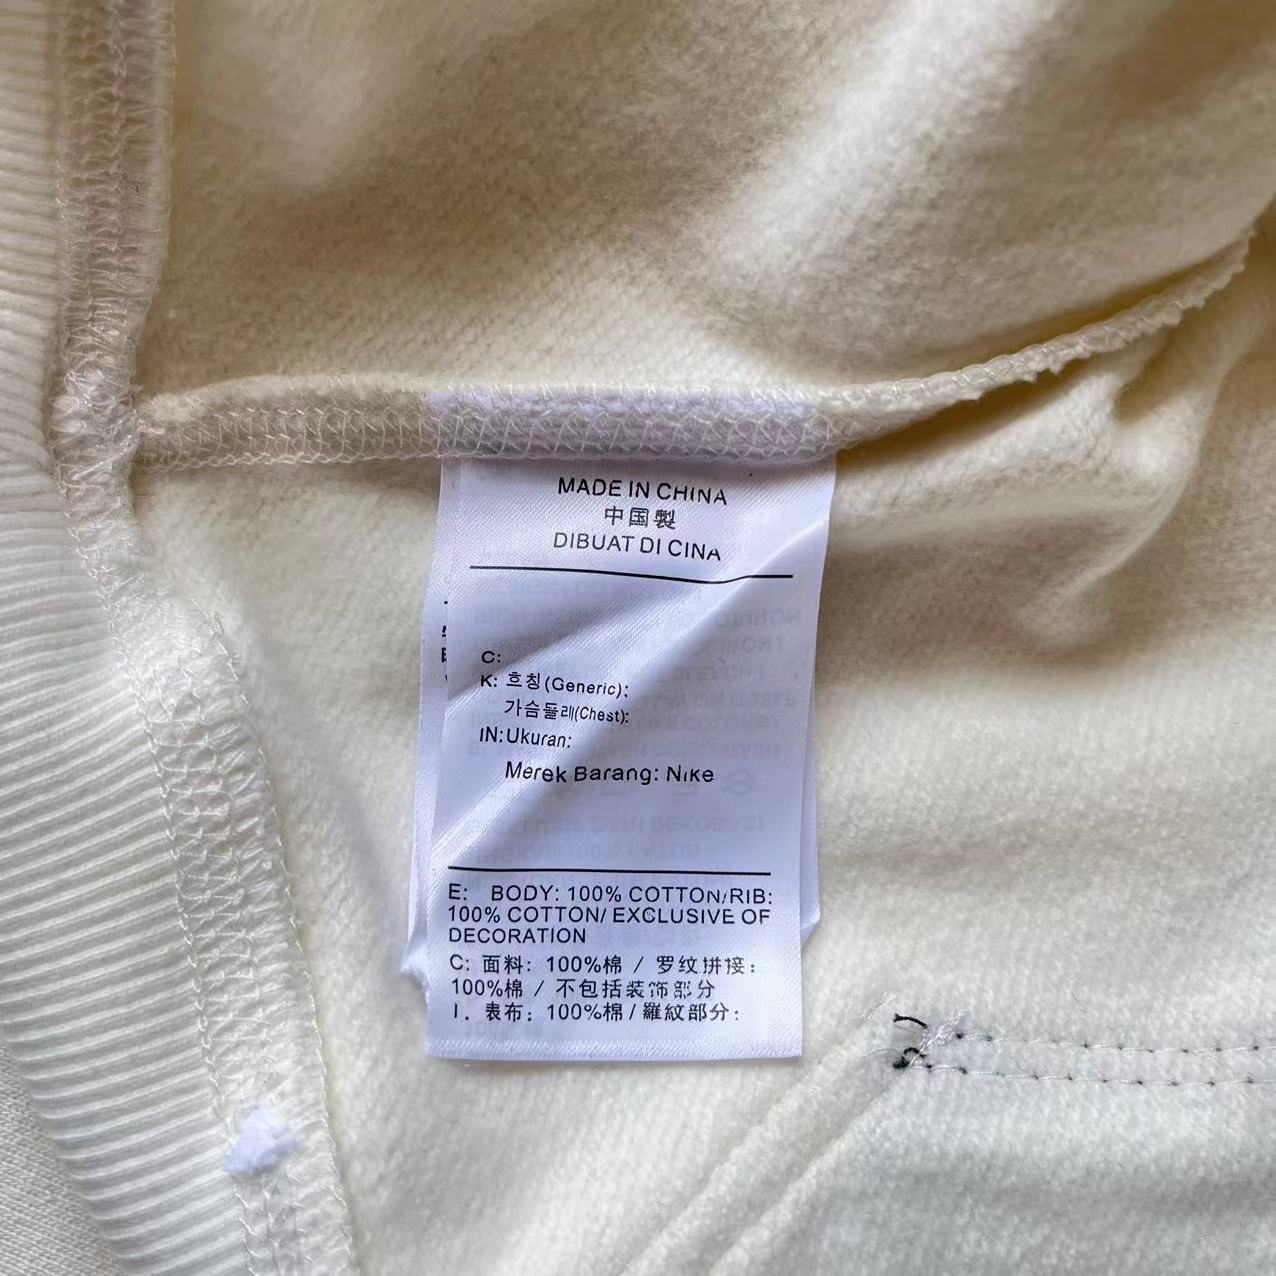 MADE IN CHINA
中国製
DIBUAT DI CINA
C:
K: 흐칭(Generic):
가슴둘레(Chest):
IN:Ukuran:
Merek Barang: Nike
E: BODY: 100% COTTON/RIB:
100% COTTON/ EXCLUSIVE OF
DECORATION
C: 面料: 100%棉 / 罗纹拼接:
100%棉 / 不包括装饰部分
I. 表布: 100%棉 / 羅紋部分: